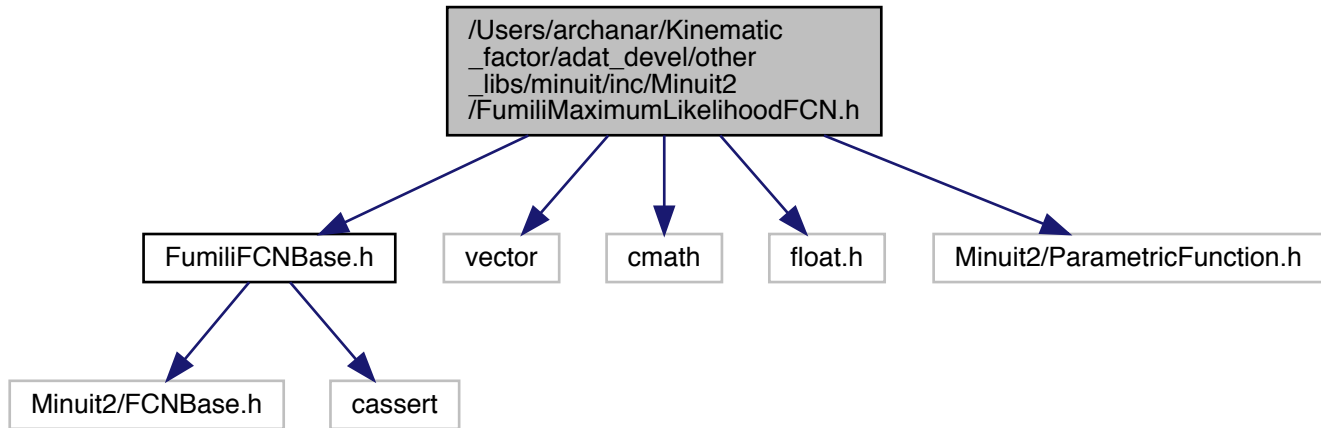 /Users/archanar/Kinematic
_factor/adat_devel/other
_libs/minuit/inc/Minuit2
/FumiliMaximumLikelihoodFCN.h
FumiliFCNBase.h
vector
cmath
float.h
Minuit2/ParametricFunction.h
Minuit2/FCNBase.h
cassert